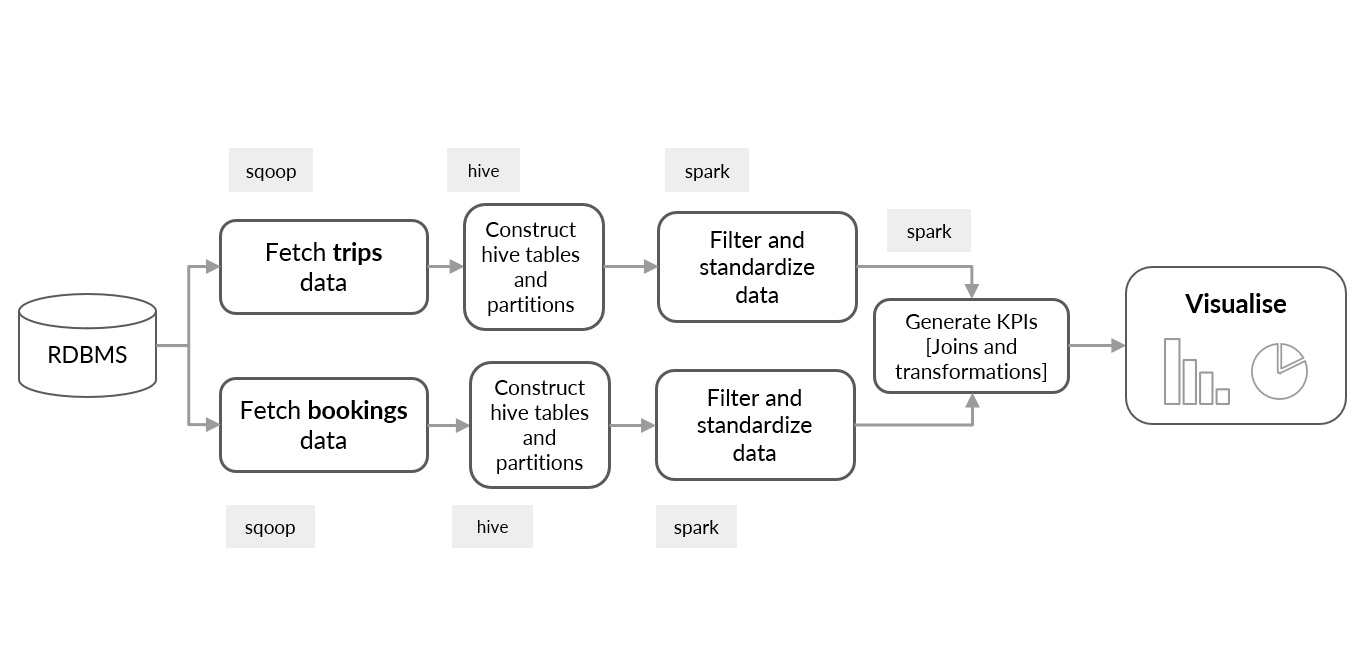 sqoop
hive
spark
spark
Fetch trips
data
Construct
hive tables
and
partitions
Filter and
standardize
data
RDBMS
Generate KPIs
[Joins and
transformations]
Visualise
Fetch bookings
data
Construct
hive tables
and
partitions
Filter and
standardize
data
sqoop
hive
spark